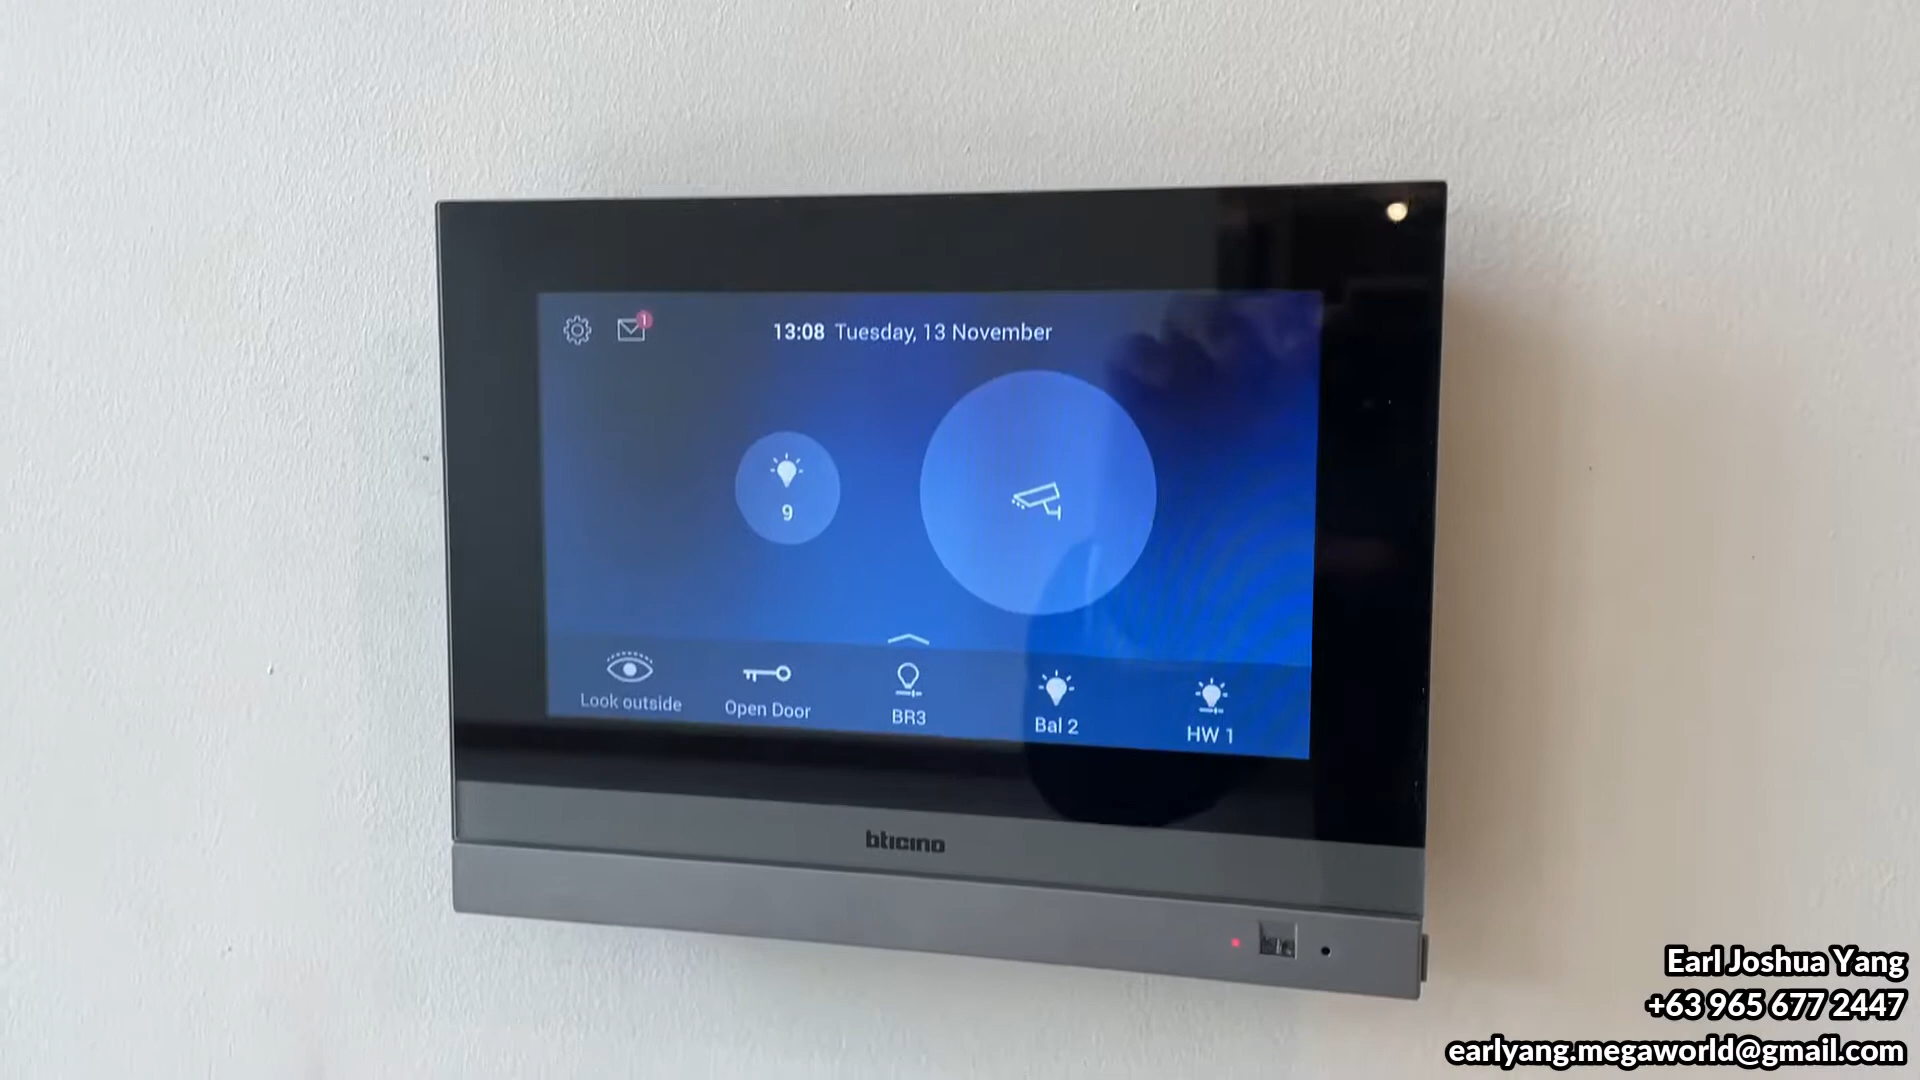 1
13:08 Tuesday, 13 November
9
Look outside
Open Door
BR3
Bal 2
HW 1
bticino
Earl Joshua Yang
+63 965 677 2447
earlyang.megaworld@gmail.com